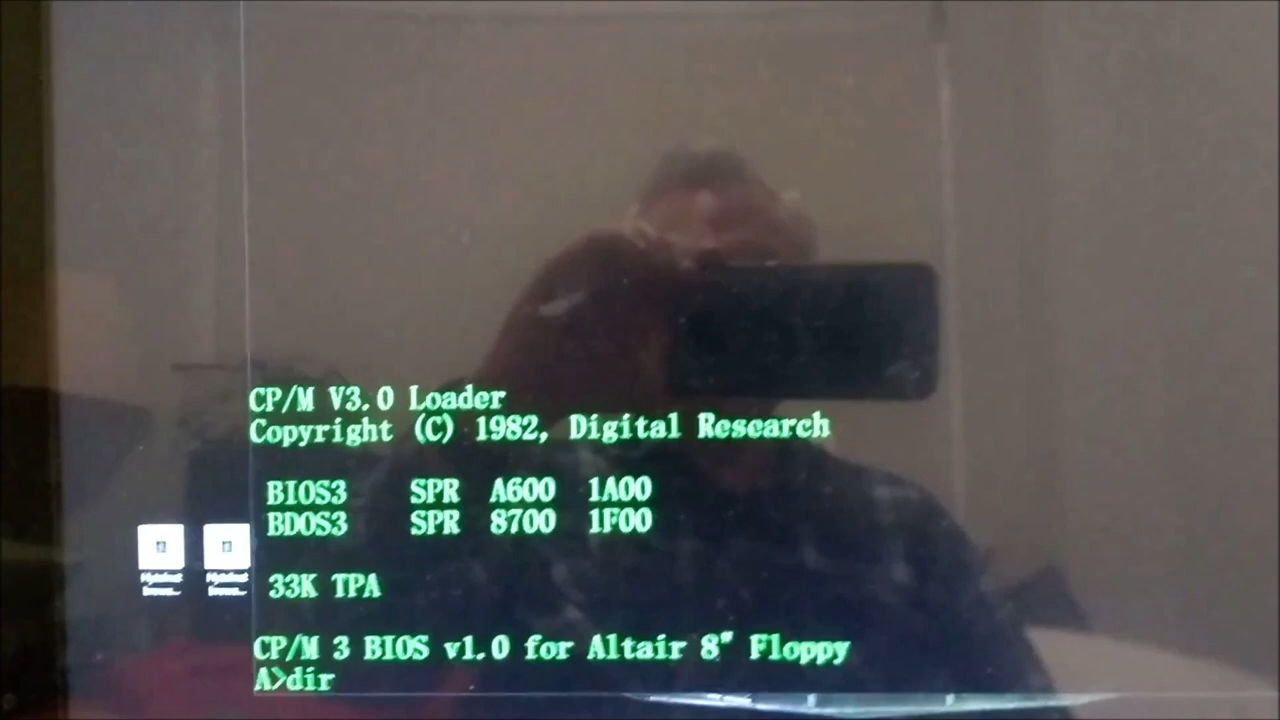 CP/M V3.0 Loader
Copyright (C) 1982, Digital Research
BIOS3 SPR A600 1A00
BDOS3 SPR 8700 1F00
33K TPA
CP/M 3 BIOS v1.0 for Altair 8" Floppy
A>dir